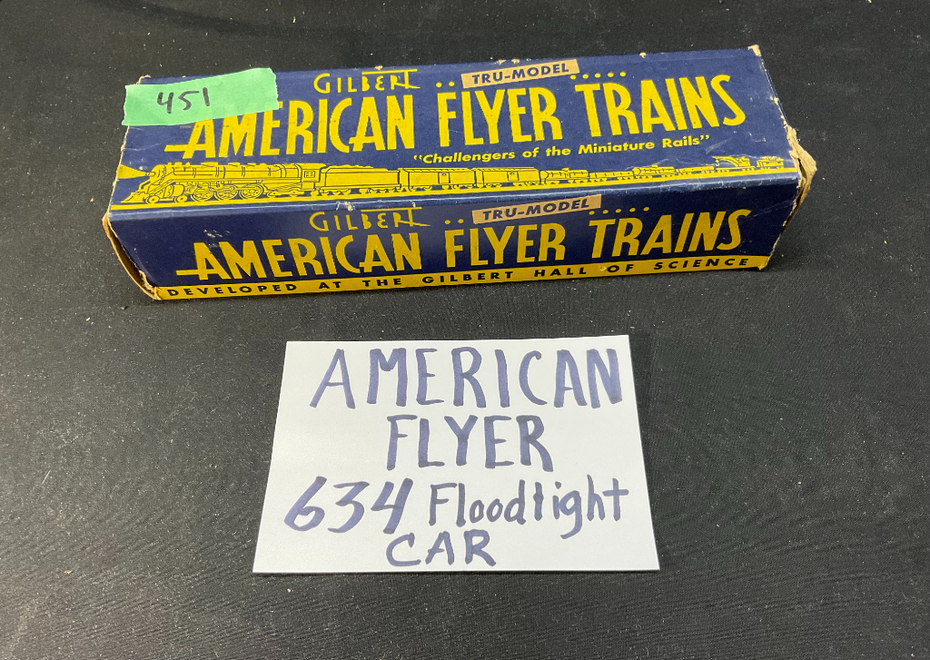 451
GILBERT .. TRU-MODEL .....
AMERICAN FLYER TRAINS
"Challengers of the Miniature Rails"
GILBERT .. TRU-MODEL .....
AMERICAN FLYER TRAINS
DEVELOPED AT THE GILBERT HALL OF SCIENCE
AMERICAN
FLYER
634 Floodlight
CAR